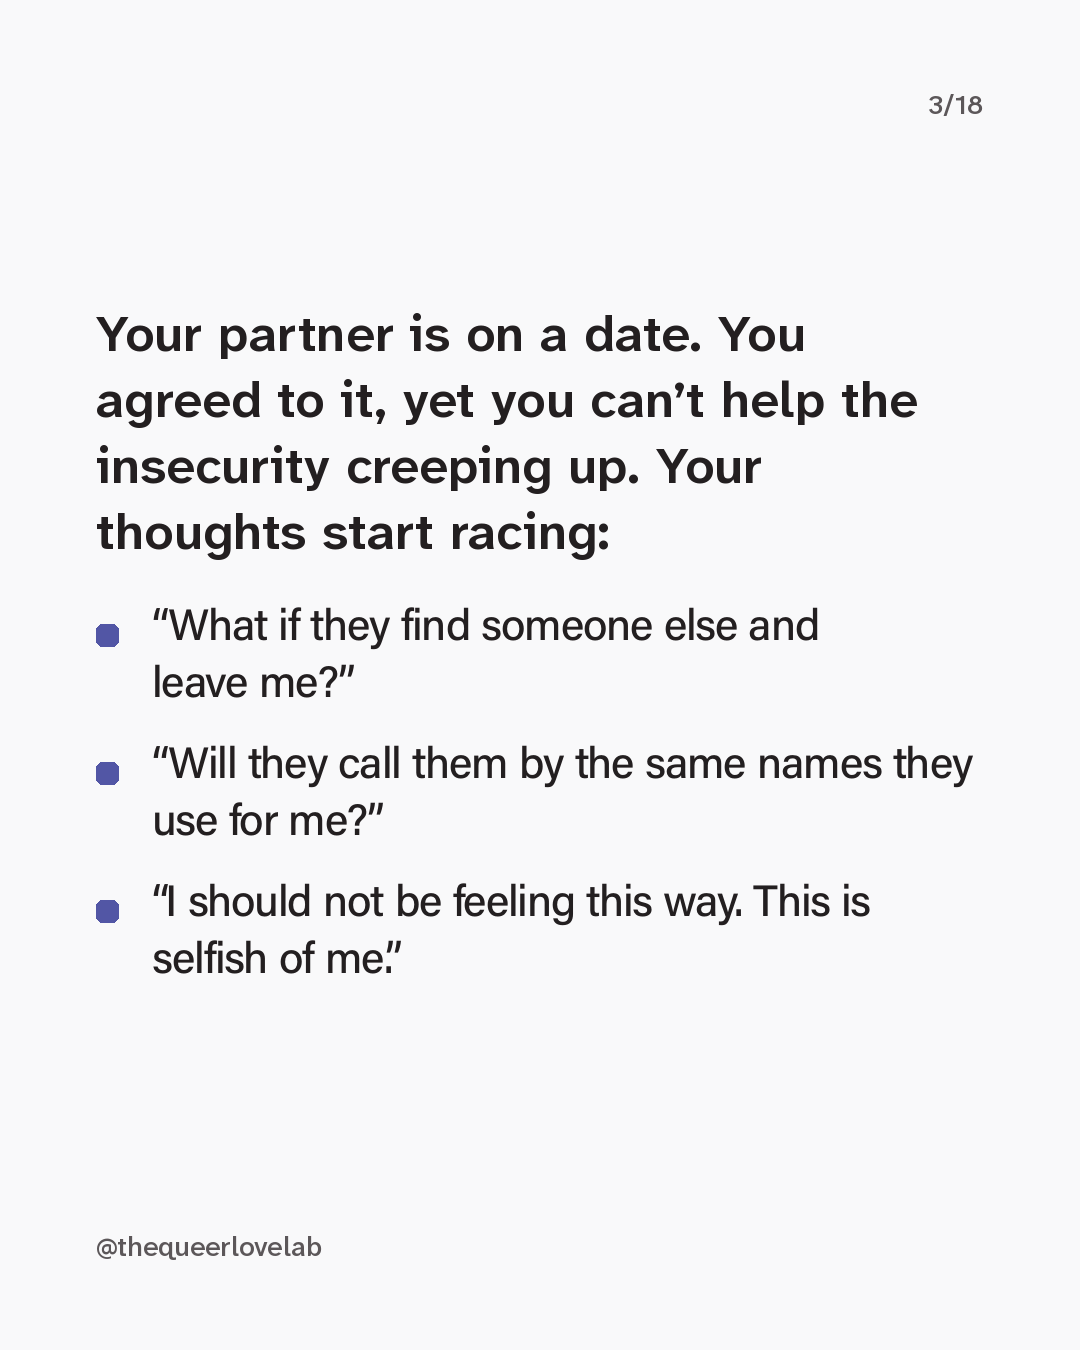 3/18
Your partner is on a date. You
agreed to it, yet you can’t help the
insecurity creeping up. Your
thoughts start racing:
“What if they find someone else and
leave me?”
“Will they call them by the same names they
use for me?”
“I should not be feeling this way. This is
selfish of me.”
@thequeerlovelab